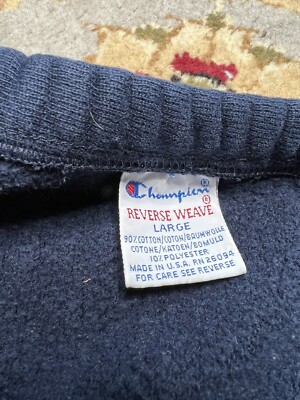 Champion®
REVERSE WEAVE®
LARGE
90% COTTON/COTON/BAUMWOLLE
COTONE/KATOEN/BOMULD
10% POLYESTER
MADE IN U.S.A. RN 26094
FOR CARE SEE REVERSE